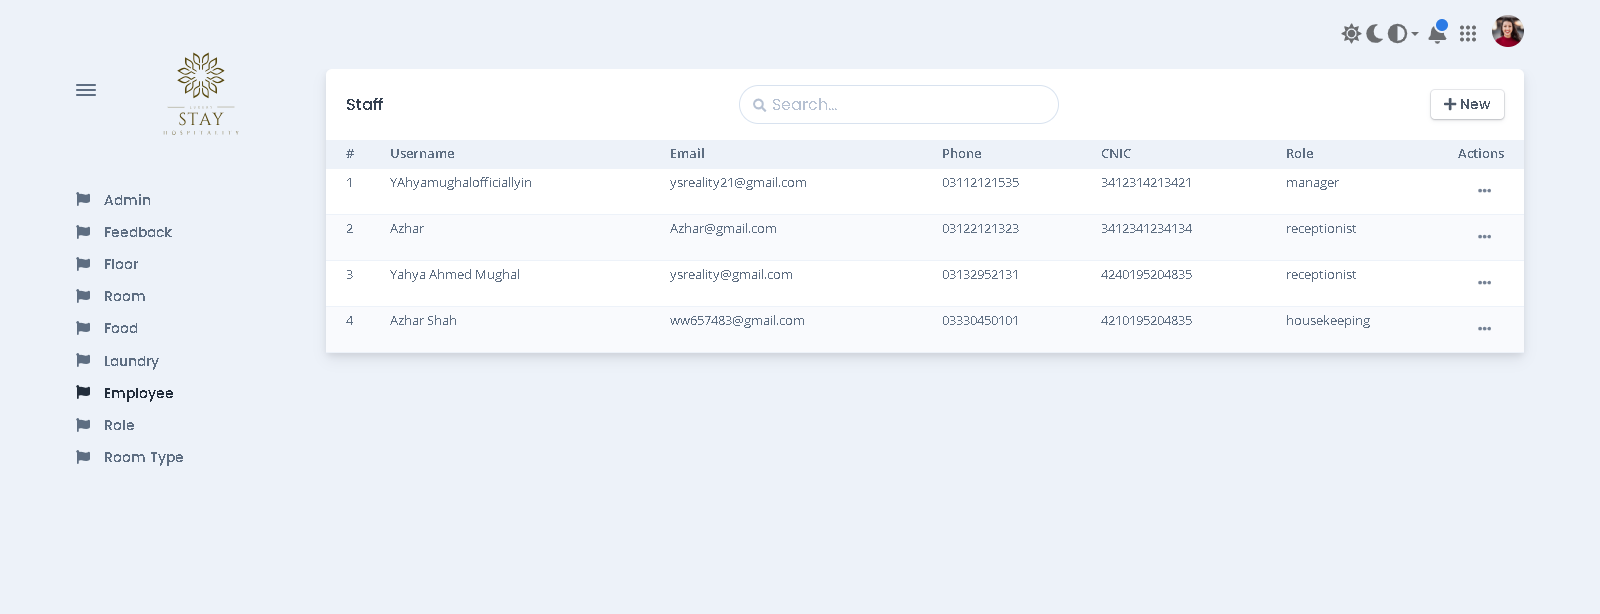 STAY
HOSPITALITY
Admin
Feedback
Floor
Room
Food
Laundry
Employee
Role
Room Type
Staff
Search...
New
# Username Email Phone CNIC Role Actions
1 YAhyamughalofficiallyin ysreality21@gmail.com 03112121535 3412314213421 manager
2 Azhar Azhar@gmail.com 03122121323 3412341234134 receptionist
3 Yahya Ahmed Mughal ysreality@gmail.com 03132952131 4240195204835 receptionist
4 Azhar Shah ww657483@gmail.com 03330450101 4210195204835 housekeeping